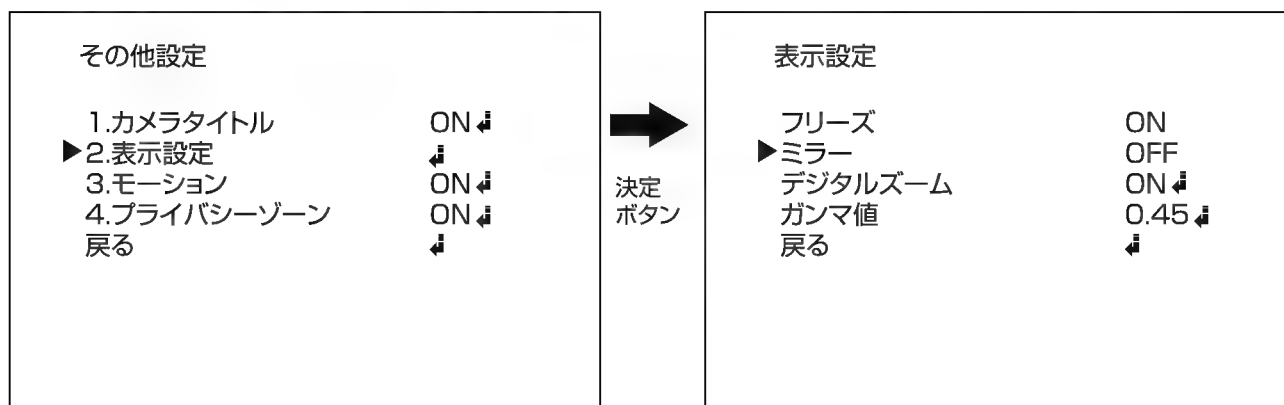 その他設定
1.カメラタイトル ON↲
▶2.表示設定 ↲
3.モーション ON↲
4.プライバシーゾーン ON↲
戻る ↲
決定
ボタン
表示設定
フリーズ ON
▶ミラー OFF
デジタルズーム ON↲
ガンマ値 0.45↲
戻る ↲